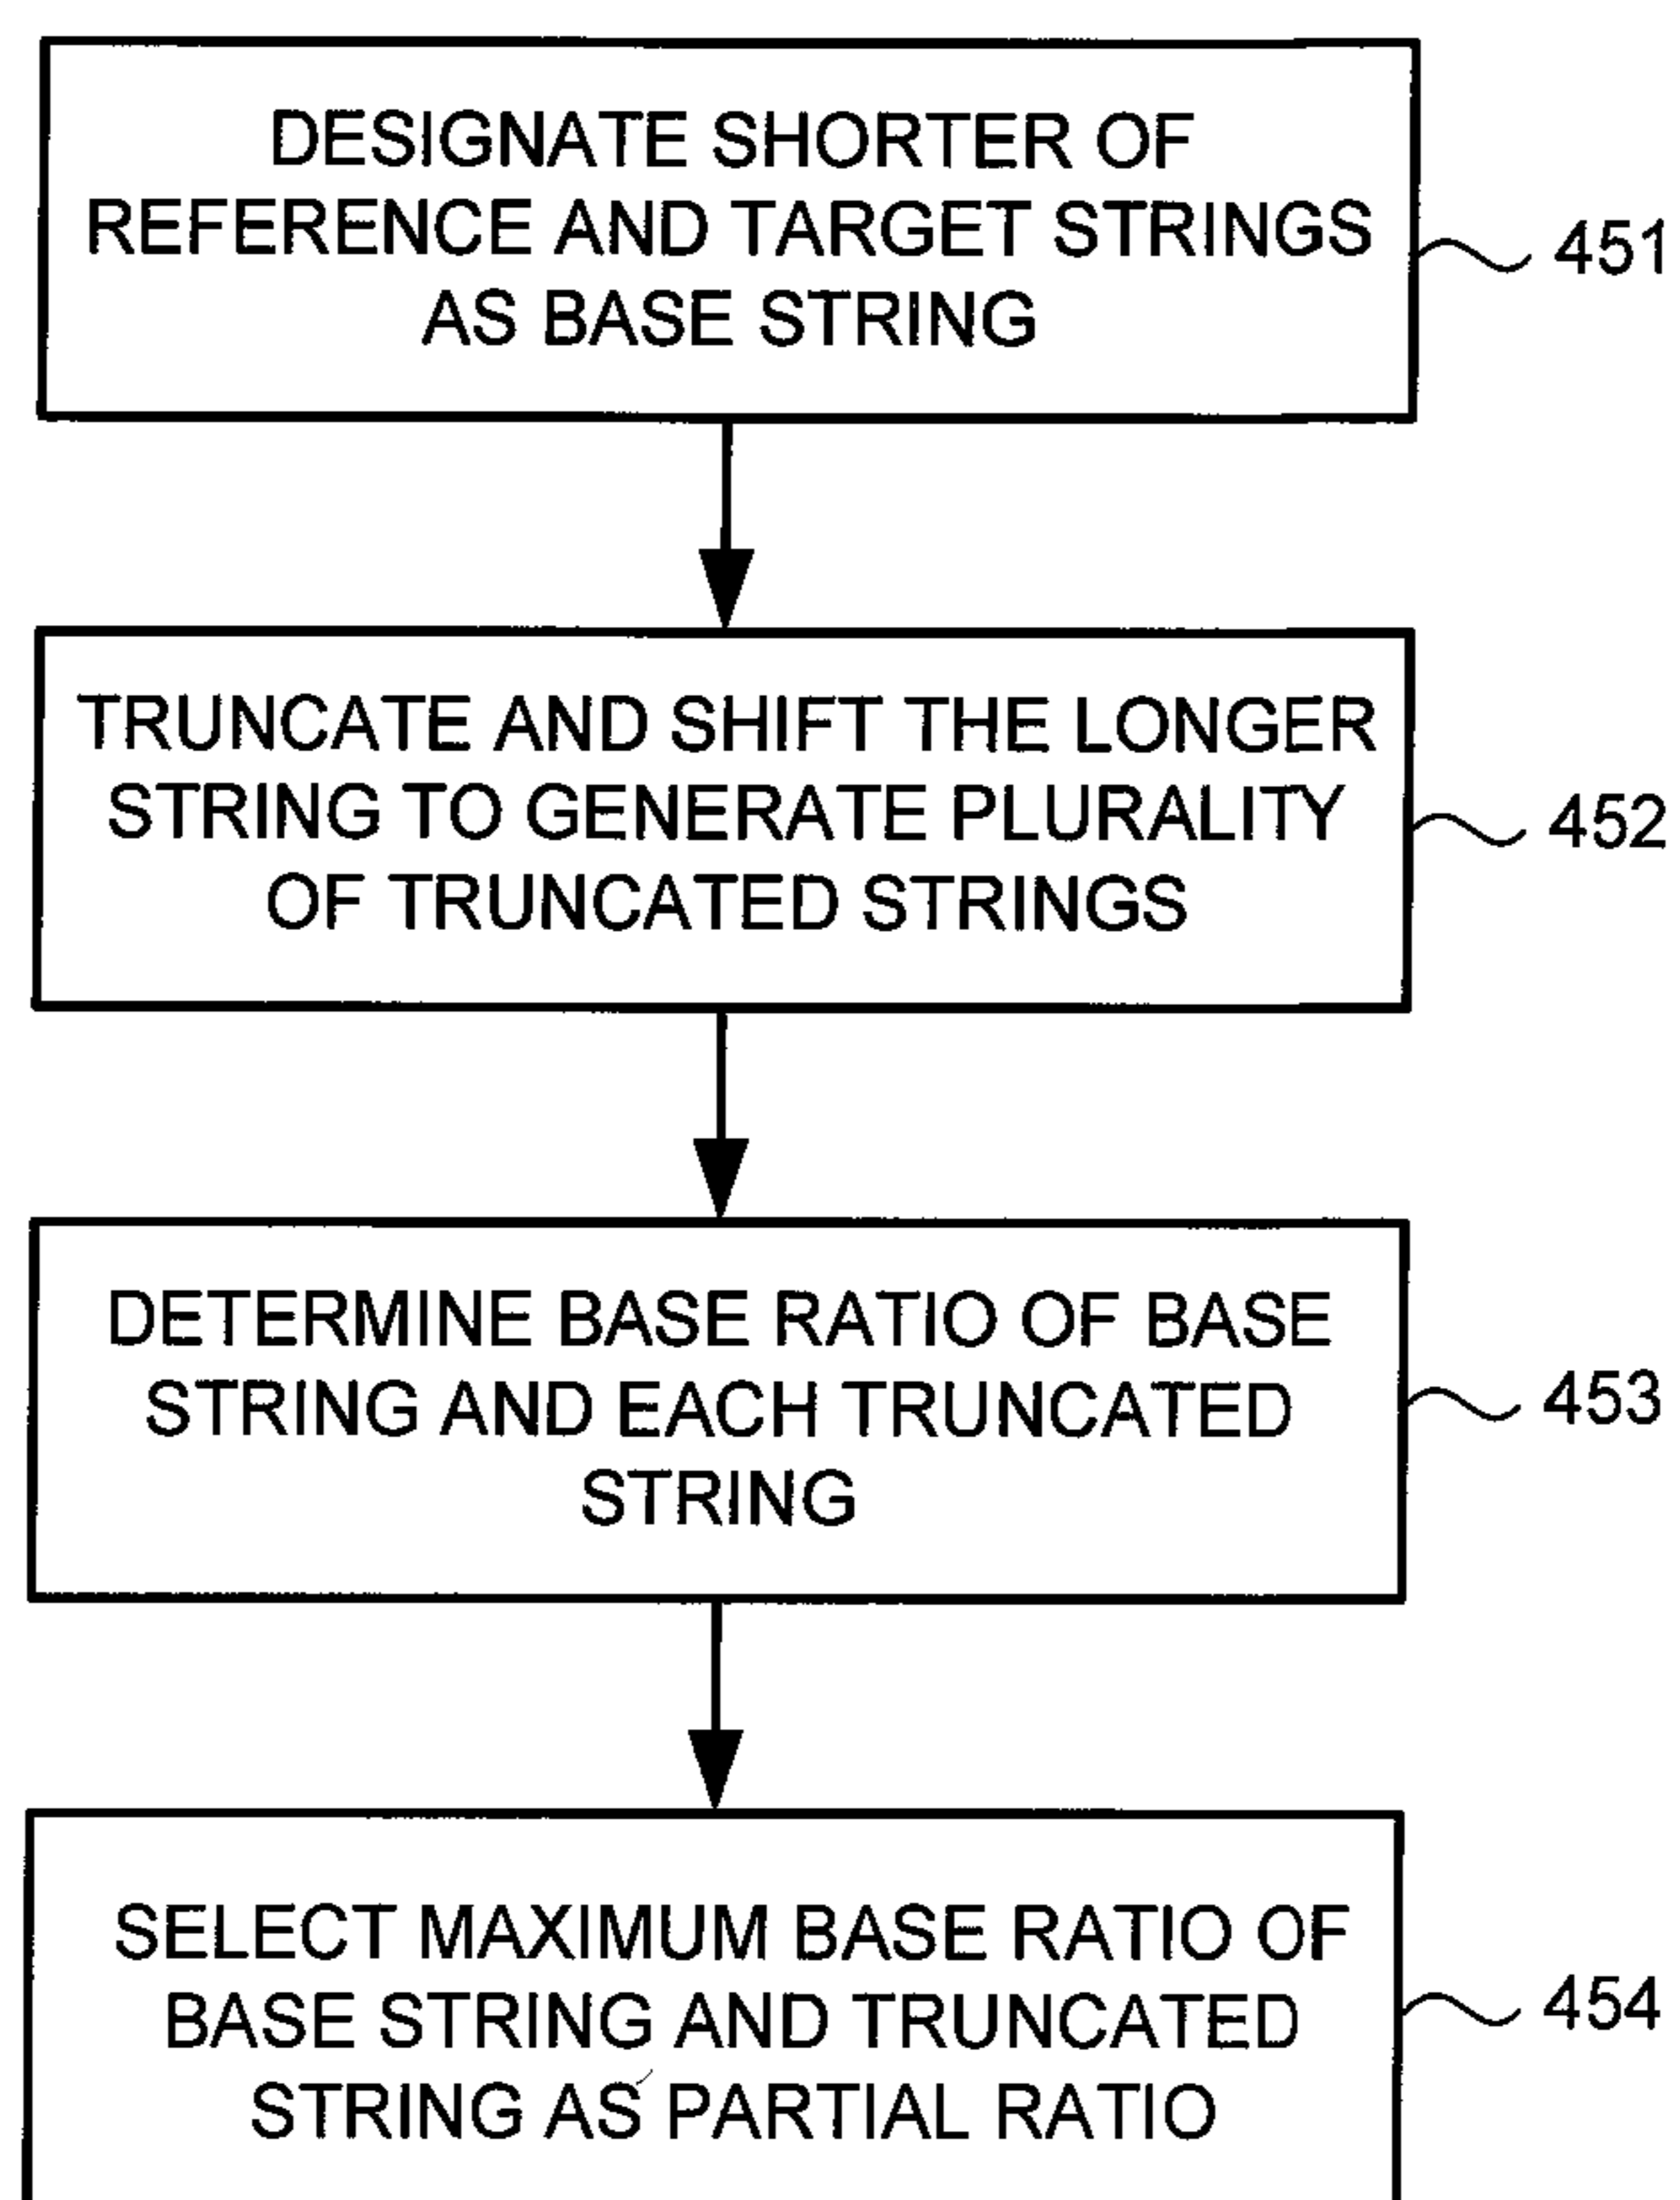 DESIGNATE SHORTER OF
REFERENCE AND TARGET STRINGS
AS BASE STRING
451
TRUNCATE AND SHIFT THE LONGER
STRING TO GENERATE PLURALITY
OF TRUNCATED STRINGS
452
DETERMINE BASE RATIO OF BASE
STRING AND EACH TRUNCATED
STRING
453
SELECT MAXIMUM BASE RATIO OF
BASE STRING AND TRUNCATED
STRING AS PARTIAL RATIO
454